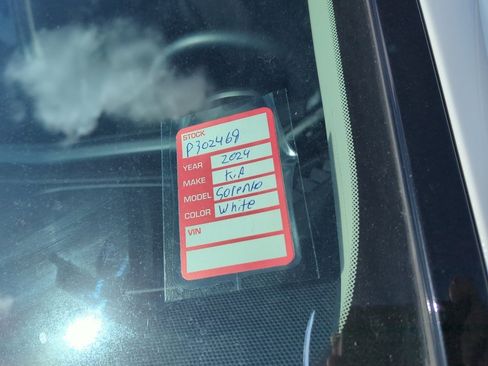 STOCK
P302469
YEAR 2024
MAKE KIA
MODEL Sorento
COLOR White
VIN